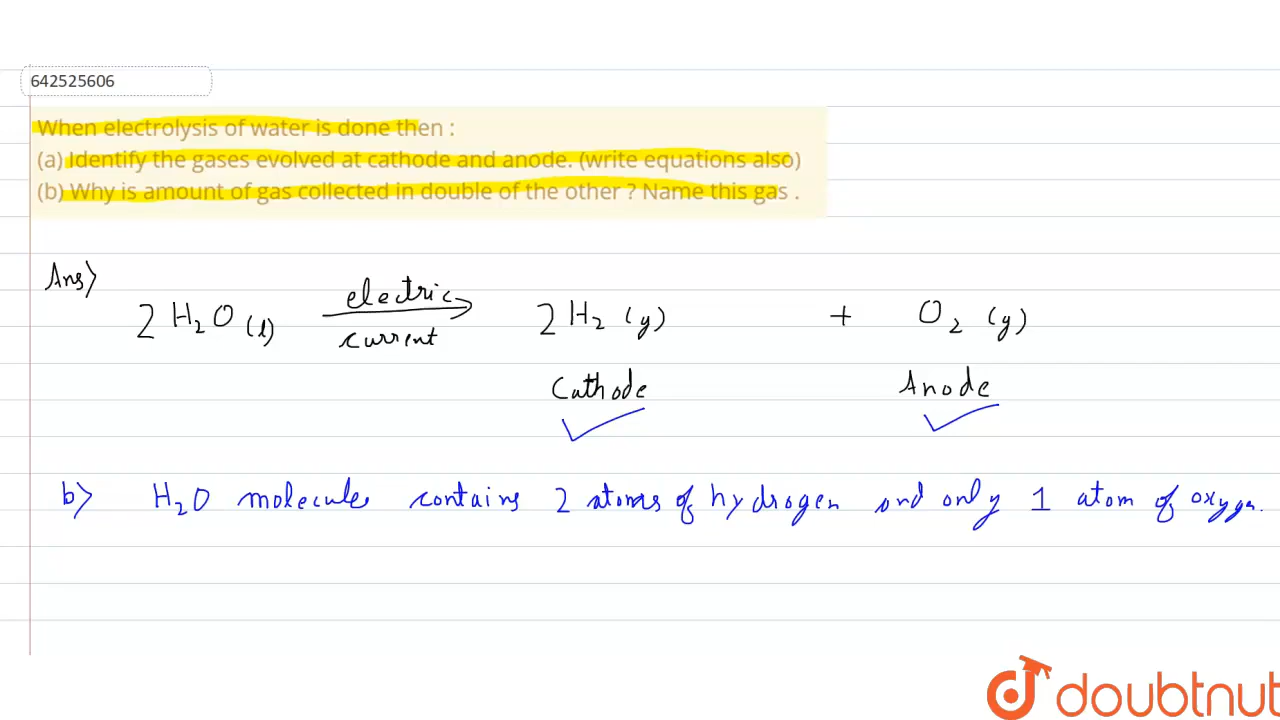 642525606
When electrolysis of water is done then :
(a) Identify the gases evolved at cathode and anode. (write equations also)
(b) Why is amount of gas collected in double of the other ? Name this gas .
Ans)
2 H₂O (l) electric current → 2 H₂ (g) + O₂ (g)
Cathode Anode
b) H₂O molecules contains 2 atoms of hydrogen and only 1 atom of oxygen.
doubtnut